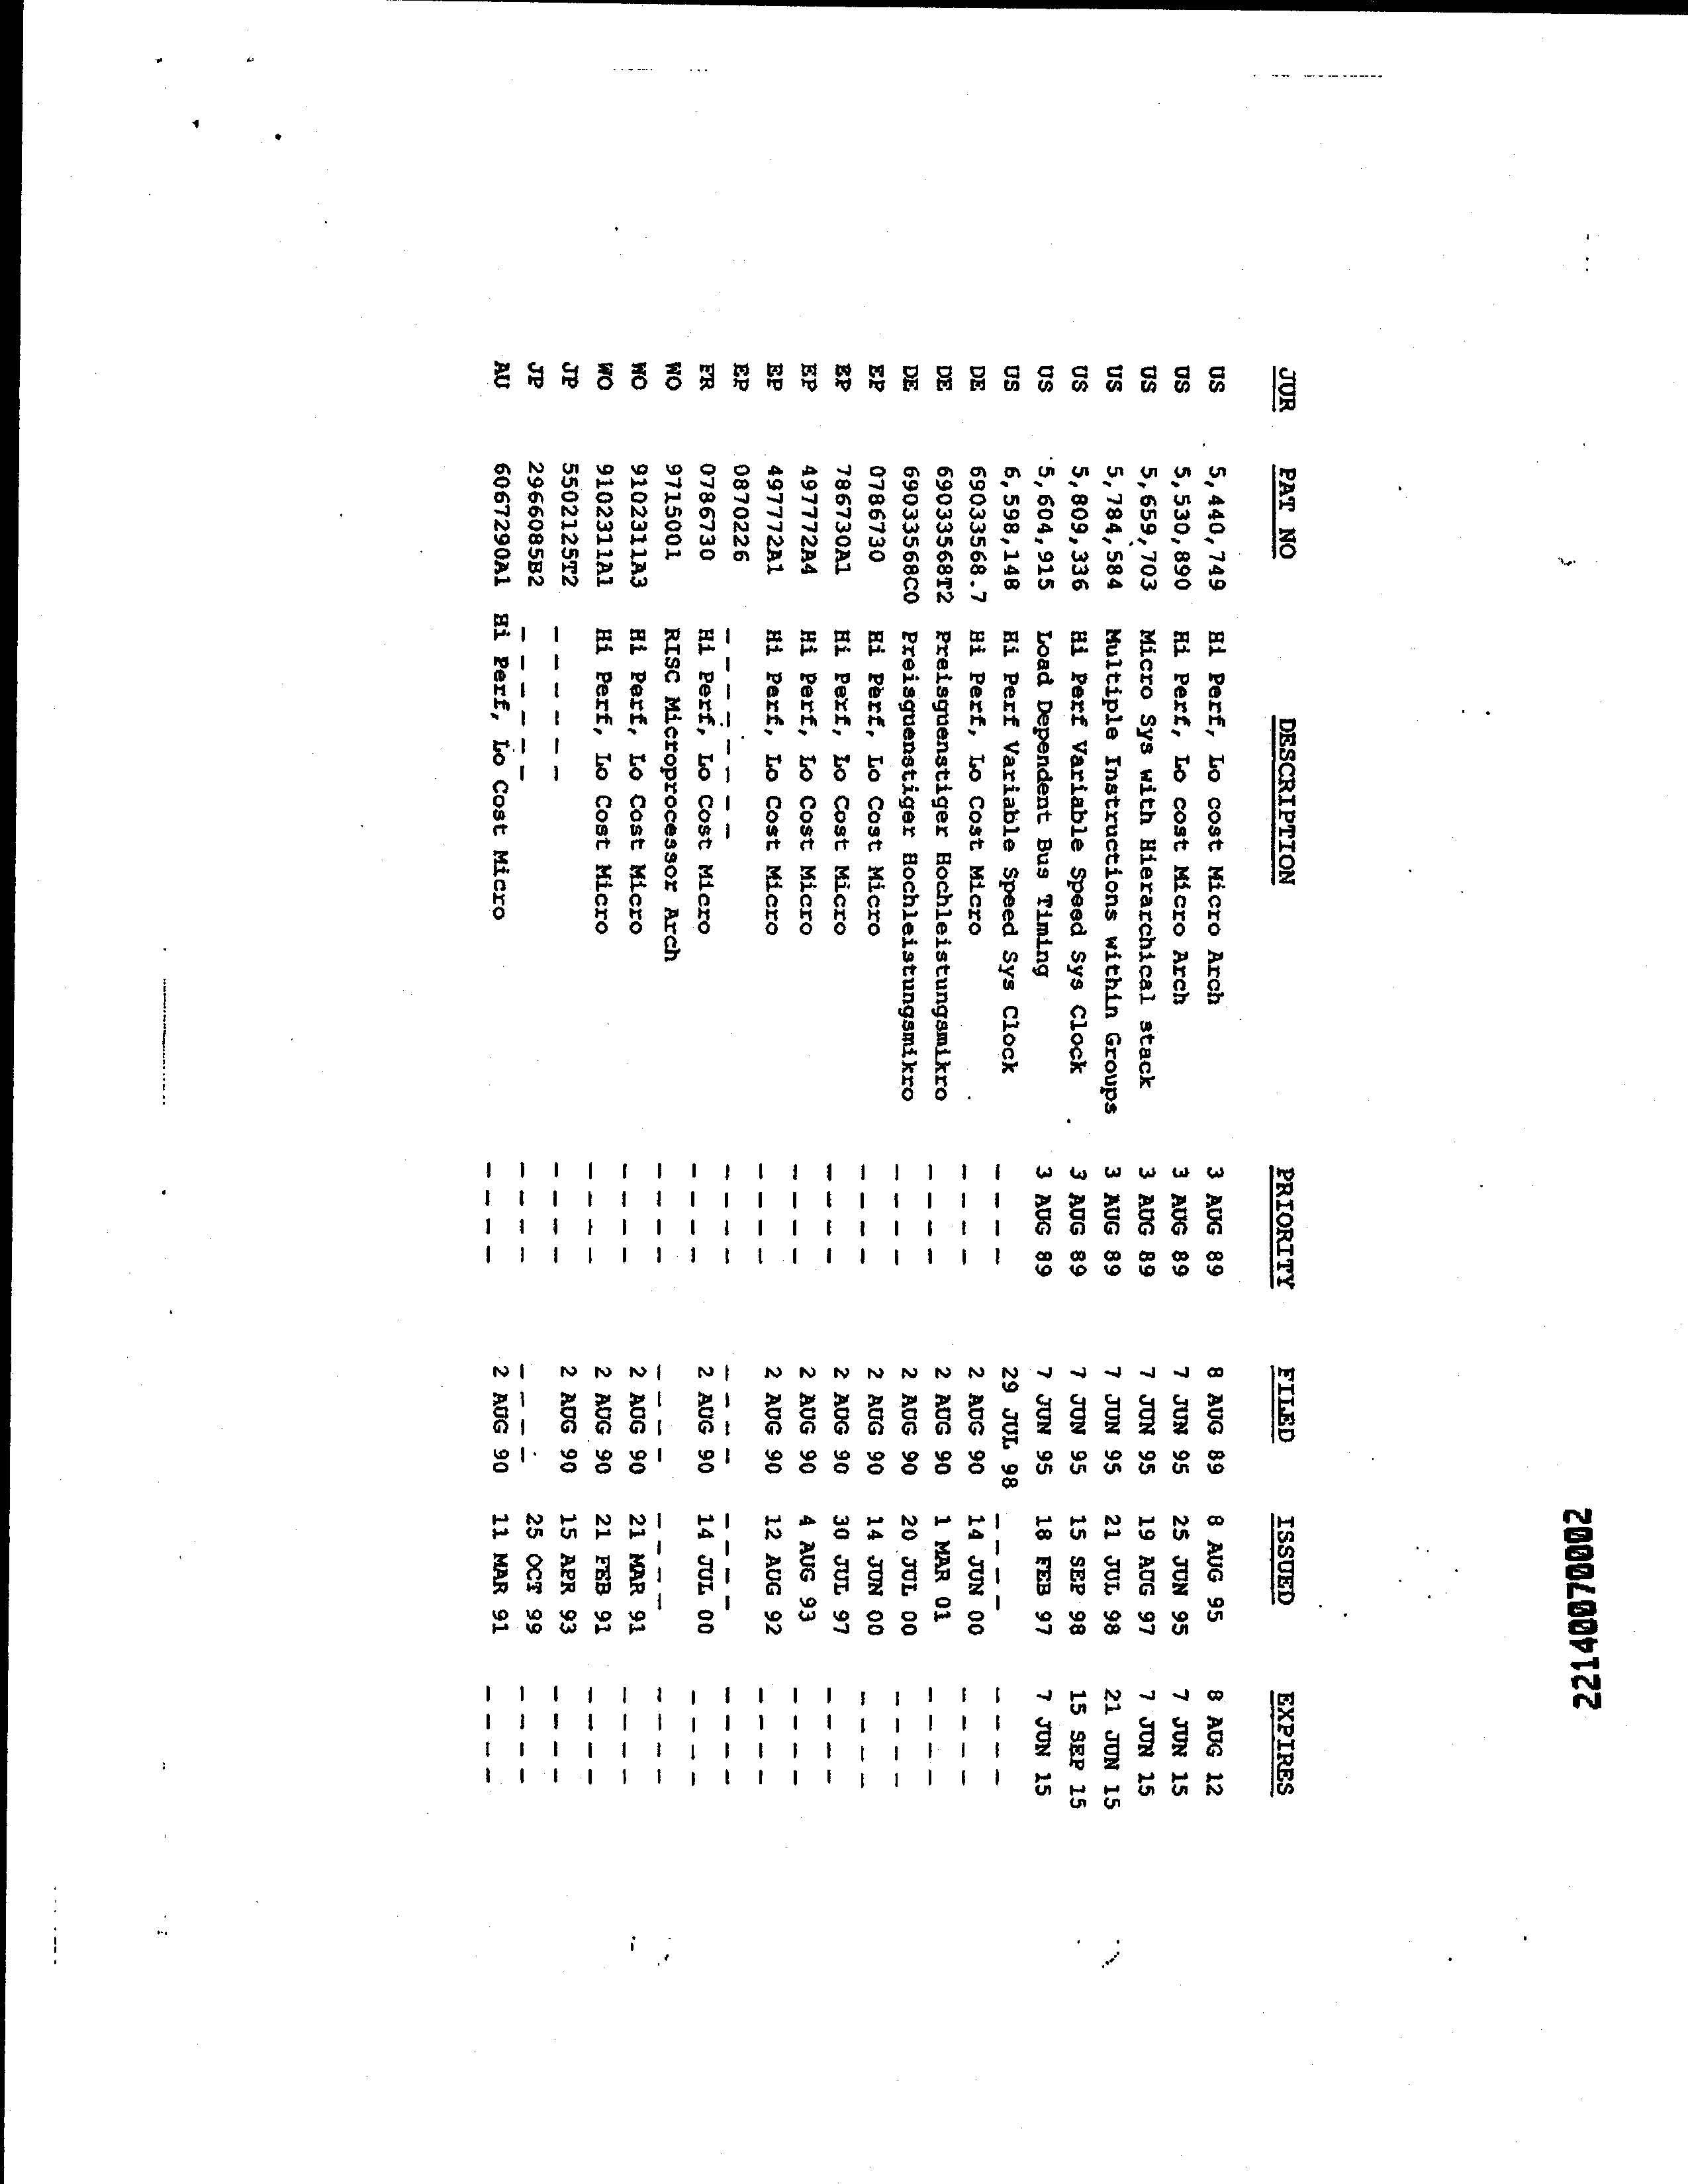 22140070002
JUR PAT NO DESCRIPTION PRIORITY FILED ISSUED EXPIRES
US 5,440,749 Hi Perf, Lo cost Micro Arch 3 AUG 89 8 AUG 89 8 AUG 95 8 AUG 12
US 5,530,890 Hi Perf, Lo cost Micro Arch 3 AUG 89 7 JUN 95 25 JUN 95 7 JUN 15
US 5,659,703 Micro Sys with Hierarchical stack 3 AUG 89 7 JUN 95 19 AUG 97 7 JUN 15
US 5,784,584 Multiple Instructions within Groups 3 AUG 89 7 JUN 95 21 JUL 98 21 JUN 15
US 5,809,336 Hi Perf Variable Speed Sys Clock 3 AUG 89 7 JUN 95 15 SEP 98 15 SEP 15
US 5,604,915 Load Dependent Bus Timing 3 AUG 89 7 JUN 95 18 FEB 97 7 JUN 15
US 6,598,148 Hi Perf Variable Speed Sys Clock - - - - 29 JUL 98 - - - - - - - -
DE 69033568.7 Hi Perf, Lo Cost Micro - - - - 2 AUG 90 14 JUN 00 - - - -
DE 69033568T2 Preisguenstiger Hochleistungsmikro - - - - 2 AUG 90 1 MAR 01 - - - -
DE 69033568C0 Preisguenstiger Hochleistungsmikro - - - - 2 AUG 90 20 JUL 00 - - - -
EP 0786730 Hi Perf, Lo Cost Micro - - - - 2 AUG 90 14 JUN 00 - - - -
EP 786730A1 Hi Perf, Lo Cost Micro - - - - 2 AUG 90 30 JUL 97 - - - -
EP 497772A4 Hi Perf, Lo Cost Micro - - - - 2 AUG 90 4 AUG 93 - - - -
EP 497772A1 Hi Perf, Lo Cost Micro - - - - 2 AUG 90 12 AUG 92 - - - -
EP 0870226 - - - - - - - - - - - - - - - - - - - - - - - -
FR 0786730 Hi Perf, Lo Cost Micro - - - - 2 AUG 90 14 JUL 00 - - - -
WO 9715001 RISC Microprocessor Arch - - - - - - - - - - - - - - - -
WO 9102311A3 Hi Perf, Lo Cost Micro - - - - 2 AUG 90 21 MAR 91 - - - -
WO 9102311A1 Hi Perf, Lo Cost Micro - - - - 2 AUG 90 21 FEB 91 - - - -
JP 5502125T2 - - - - - - - - - - 2 AUG 90 15 APR 93 - - - -
JP 2966085B2 - - - - - - - - - - - - - - 25 OCT 99 - - - -
AU 6067290A1 Hi Perf, Lo Cost Micro - - - - 2 AUG 90 11 MAR 91 - - - -